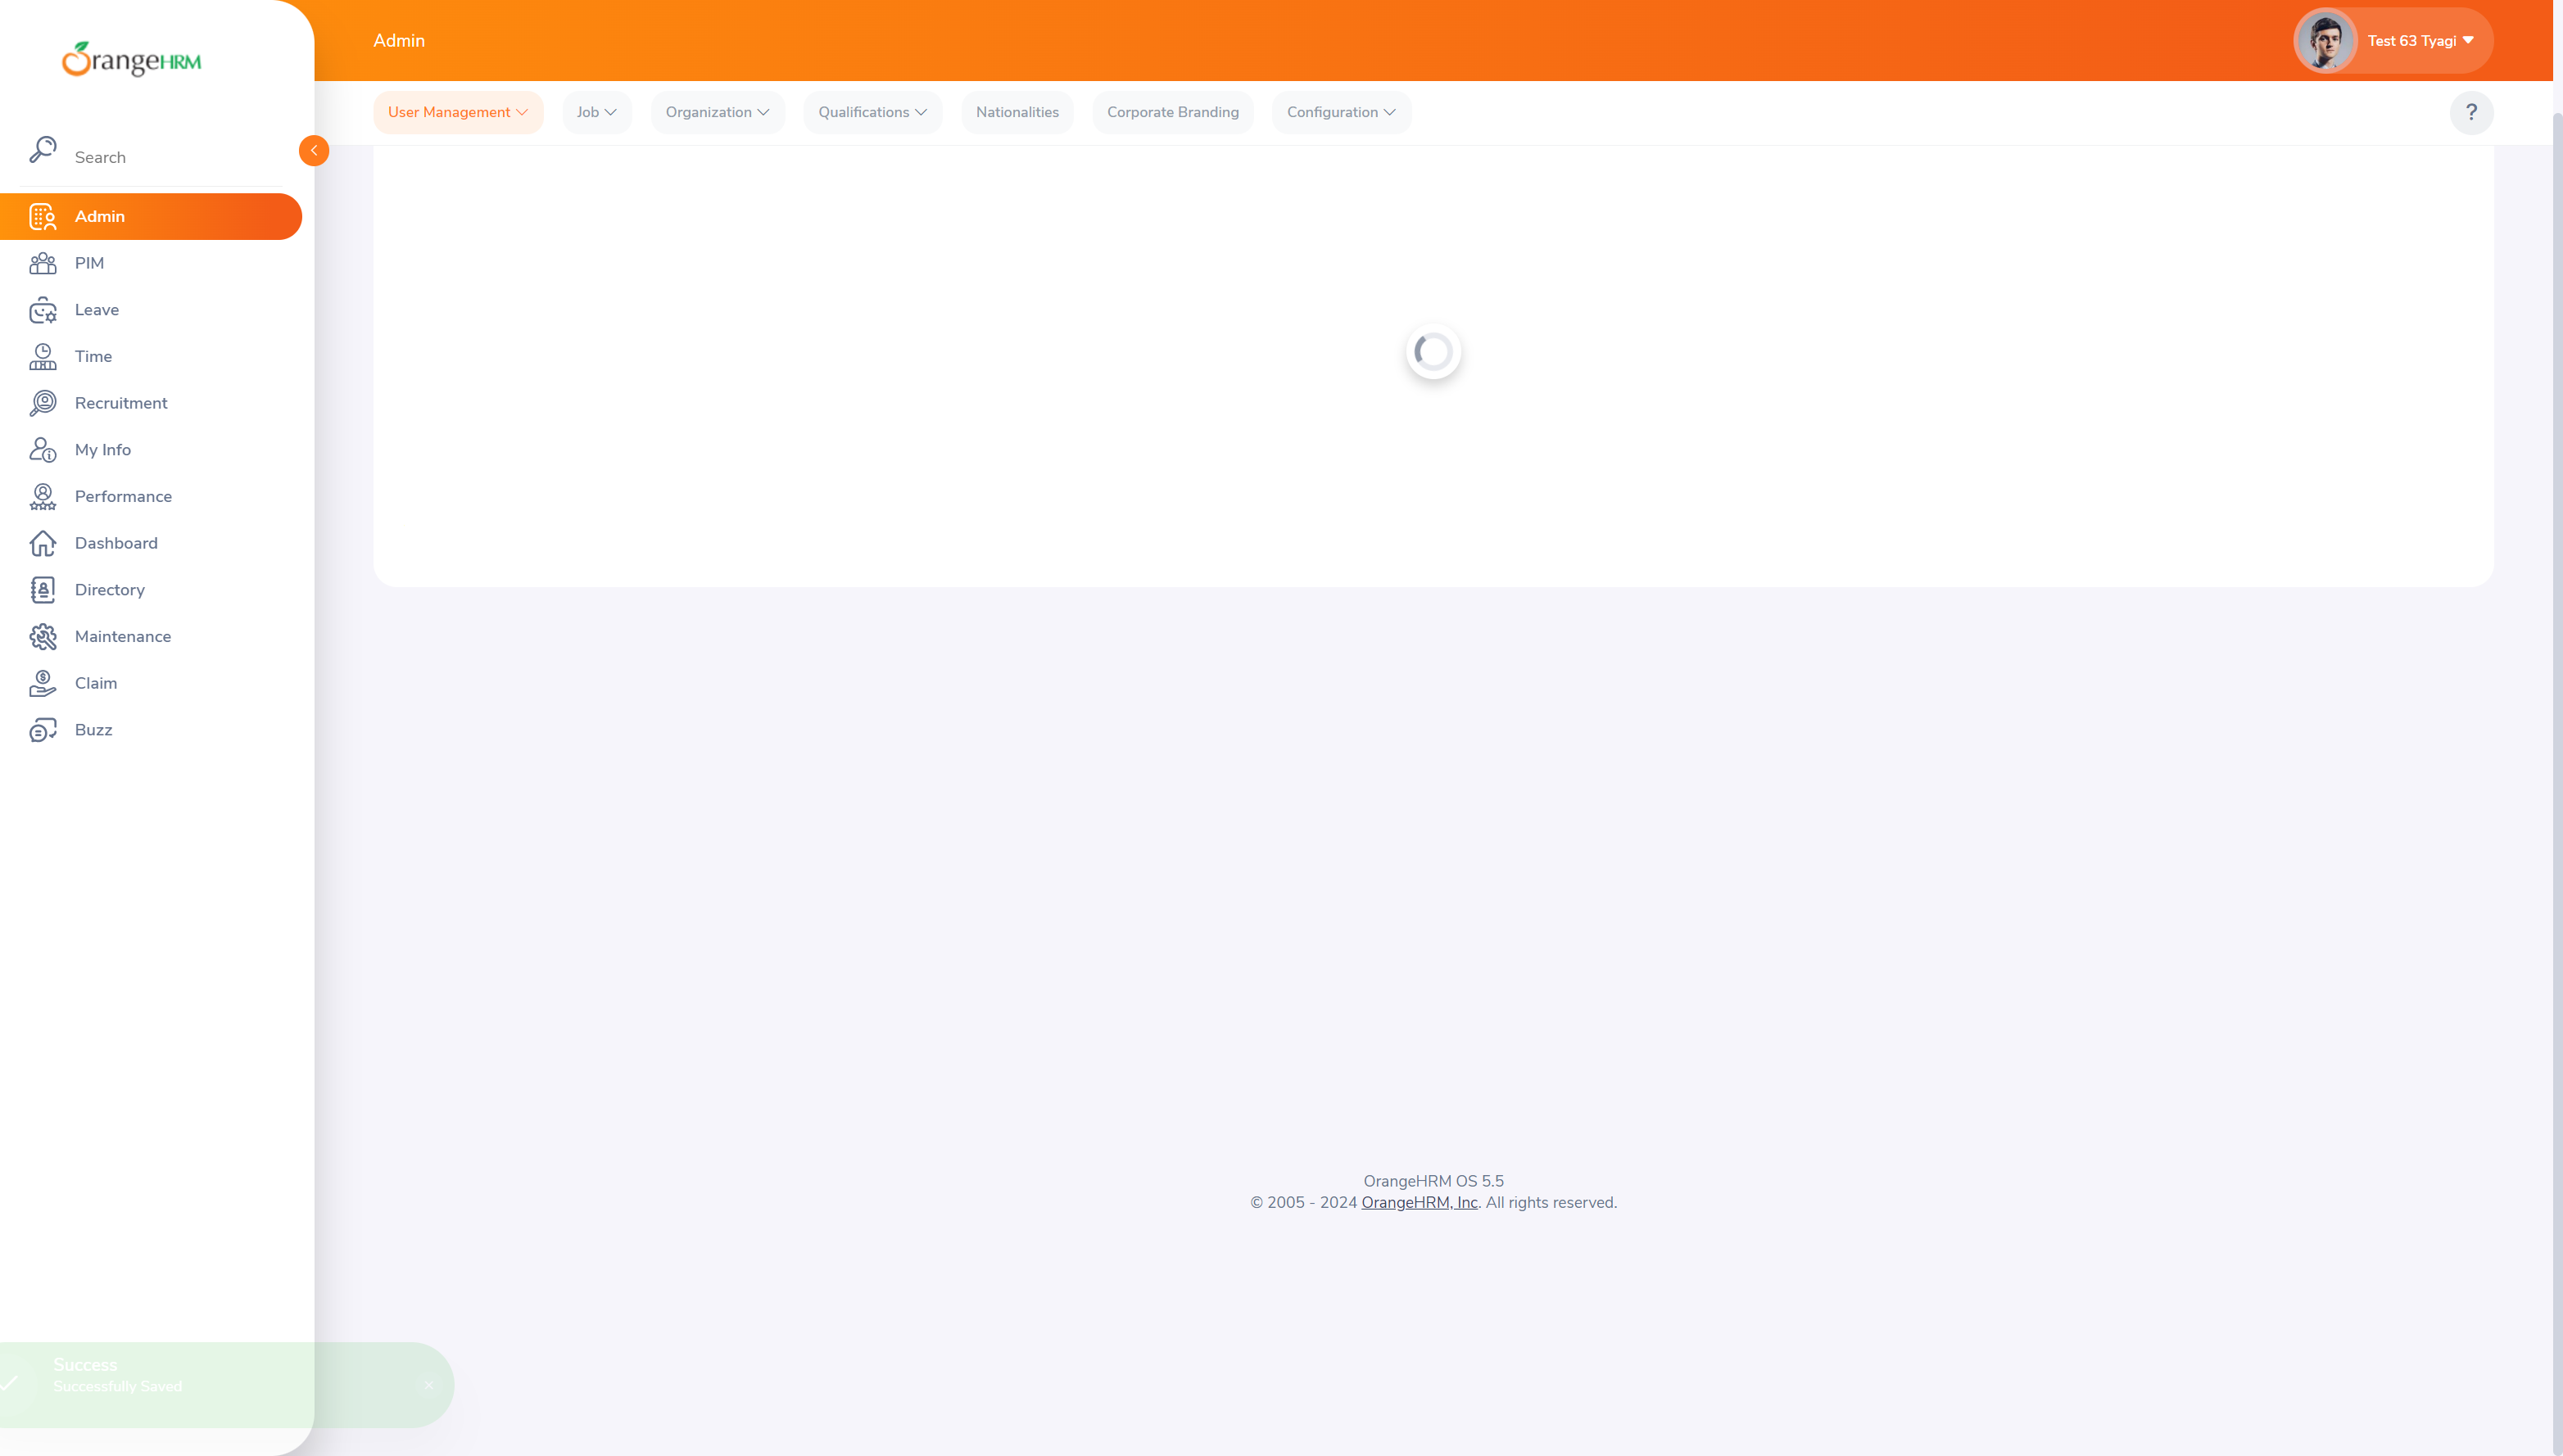 OrangeHRM
Search
Admin
PIM
Leave
Time
Recruitment
My Info
Performance
Dashboard
Directory
Maintenance
Claim
Buzz
Admin
Test 63 Tyagi
User Management
Job
Organization
Qualifications
Nationalities
Corporate Branding
Configuration
?
OrangeHRM OS 5.5
© 2005 - 2024 OrangeHRM, Inc. All rights reserved.
Success
Successfully Saved